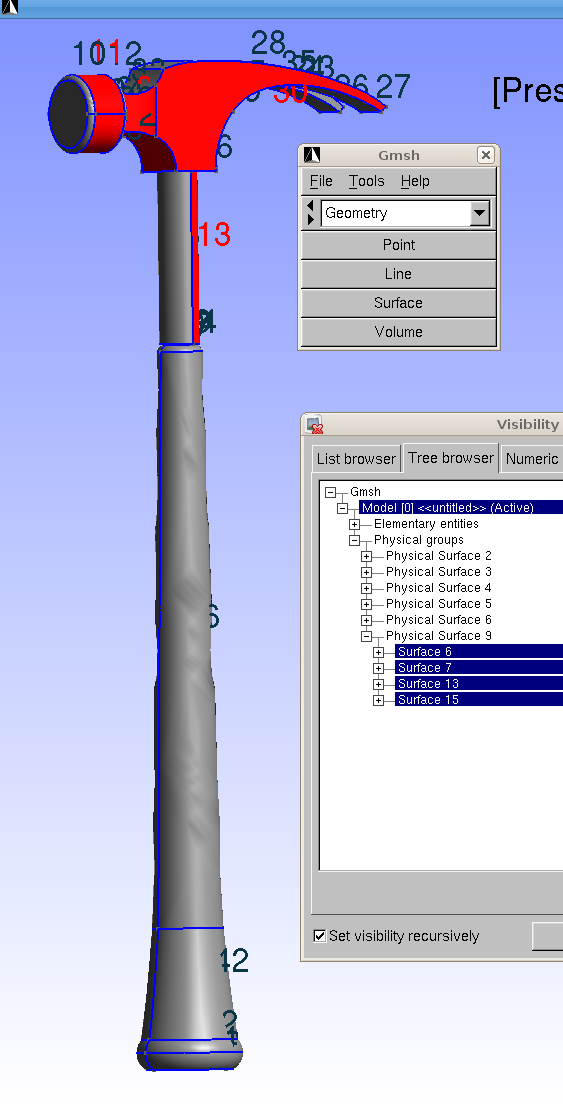 10 11 12
28
27
[Pres
2
6
13
Gmsh
File Tools Help
Geometry
Point
Line
Surface
Volume
Visibility
List browser Tree browser Numeric
Gmsh
Model [0] <<untitled>> (Active)
Elementary entities
Physical groups
Physical Surface 2
Physical Surface 3
Physical Surface 4
Physical Surface 5
Physical Surface 6
Physical Surface 9
Surface 6
Surface 7
Surface 13
Surface 15
6
Set visibility recursively
12